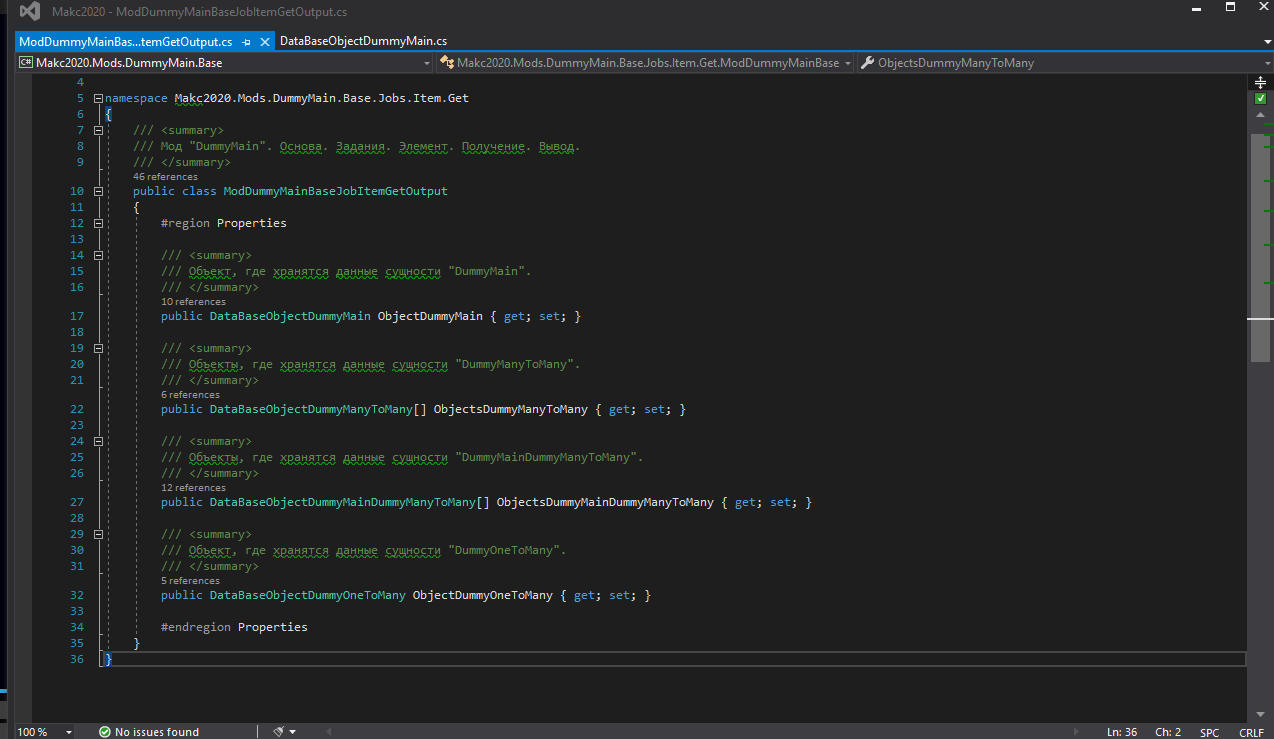 Makc2020 - ModDummyMainBaseJobItemGetOutput.cs
ModDummyMainBas...temGetOutput.cs DataBaseObjectDummyMain.cs
C# Makc2020.Mods.DummyMain.Base Makc2020.Mods.DummyMain.Base.Jobs.Item.Get.ModDummyMainBase ObjectsDummyManyToMany
4
5 namespace Makc2020.Mods.DummyMain.Base.Jobs.Item.Get
6 {
7 /// <summary>
8 /// Мод "DummyMain". Основа. Задания. Элемент. Получение. Вывод.
9 /// </summary>
46 references
10 public class ModDummyMainBaseJobItemGetOutput
11 {
12 #region Properties
13
14 /// <summary>
15 /// Объект, где хранятся данные сущности "DummyMain".
16 /// </summary>
10 references
17 public DataBaseObjectDummyMain ObjectDummyMain { get; set; }
18
19 /// <summary>
20 /// Объекты, где хранятся данные сущности "DummyManyToMany".
21 /// </summary>
6 references
22 public DataBaseObjectDummyManyToMany[] ObjectsDummyManyToMany { get; set; }
23
24 /// <summary>
25 /// Объекты, где хранятся данные сущности "DummyMainDummyManyToMany".
26 /// </summary>
12 references
27 public DataBaseObjectDummyMainDummyManyToMany[] ObjectsDummyMainDummyManyToMany { get; set; }
28
29 /// <summary>
30 /// Объект, где хранятся данные сущности "DummyOneToMany".
31 /// </summary>
5 references
32 public DataBaseObjectDummyOneToMany ObjectDummyOneToMany { get; set; }
33
34 #endregion Properties
35 }
36 }
100 % No issues found Ln: 36 Ch: 2 SPC CRLF